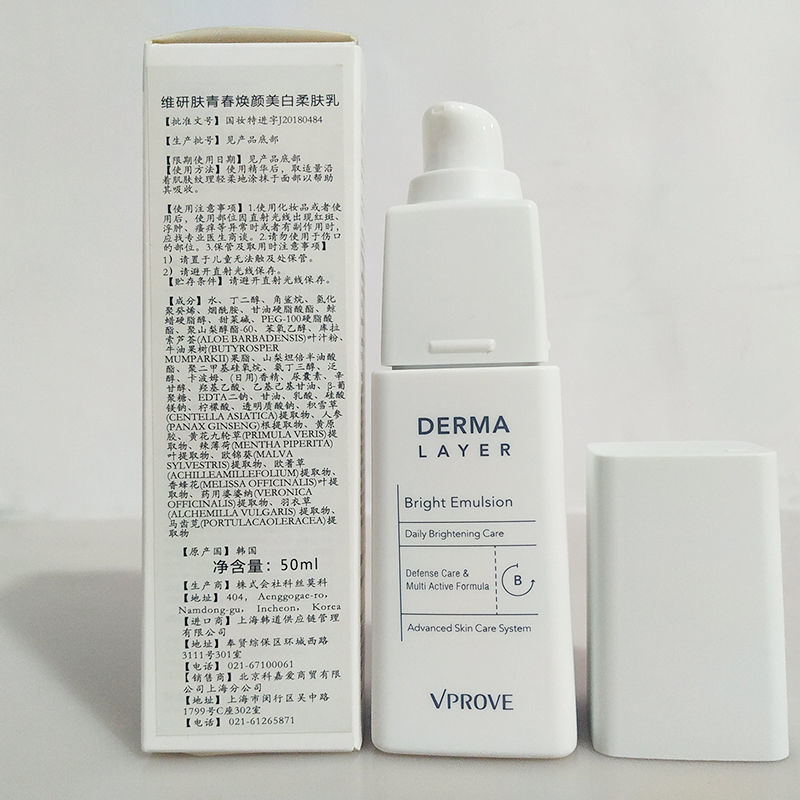 维研肤青春焕颜美白柔肤乳
【批准文号】国妆特进字J20180484
【生产批号】见产品底部
【限期使用日期】见产品底部
【使用方法】使用精华后，取适量沿
着肌肤纹理轻柔地涂抹于面部以帮助
其吸收。
【使用注意事项】1.使用化妆品或者使
用后，使用部位因直射光线出现红斑、
浮肿、瘙痒等异常时或者有副作用时，
应找专业医生商谈。2.请勿使用于伤口
的部位。3.保管及取用时注意事项】
1）请置于儿童无法触及处保管。
2）请避开直射光线保存。
【贮存条件】请避开直射光线保存。
【成分】水、丁二醇、角鲨烷、氢化
聚癸烯、烟酰胺、甘油硬脂酸酯、鲸
蜡硬脂醇、甜菜碱、PEG-100硬脂酸
酯、聚山梨醇酯-60、苯氧乙醇、库拉
索芦荟(ALOE BARBADENSIS)叶汁粉、
牛油果树(BUTYROSPER
MUMPARKII)果脂、山梨坦倍半油酸
酯、聚二甲基硅氧烷、氨丁三醇、泛
醇、卡波姆、(日用)香精、尿囊素、辛
甘醇、羟基乙酸、乙基己基甘油、β-葡
聚糖、EDTA二钠、甘油、乳酸、硅酸
镁钠、柠檬酸、透明质酸钠、积雪草
(CENTELLA ASIATICA)提取物、人参
(PANAX GINSENG)根提取物、黄原
胶、黄花九轮草(PRIMULA VERIS)提
取物、辣薄荷(MENTHA PIPERITA)
叶提取物、欧锦葵(MALVA
SYLVESTRIS)提取物、欧蓍草
(ACHILLEAMILLEFOLIUM)提取物、
香蜂花(MELISSA OFFICINALIS)叶提
取物、药用婆婆纳(VERONICA
OFFICINALIS)提取物、羽衣草
(ALCHEMILLA VULGARIS) 提取物、
马齿苋(PORTULACAOLERACEA)提
取物
【原产国】韩国
净含量：50ml
【生产商】株式会社科丝莫科
【地址】404, Aenggogae-ro,
Namdong-gu, Incheon, Korea
【进口商】上海韩道供应链管理
有限公司
【地址】奉贤综保区环城西路
3111号301室
【电话】021-67100061
【销售商】北京科嘉爱商贸有限
公司上海分公司
【地址】上海市闵行区吴中路
1799号C座302室
【电话】021-61265871
DERMA
LAYER
Bright Emulsion
Daily Brightening Care
Defense Care &
Multi Active Formula
B
Advanced Skin Care System
VPROVE